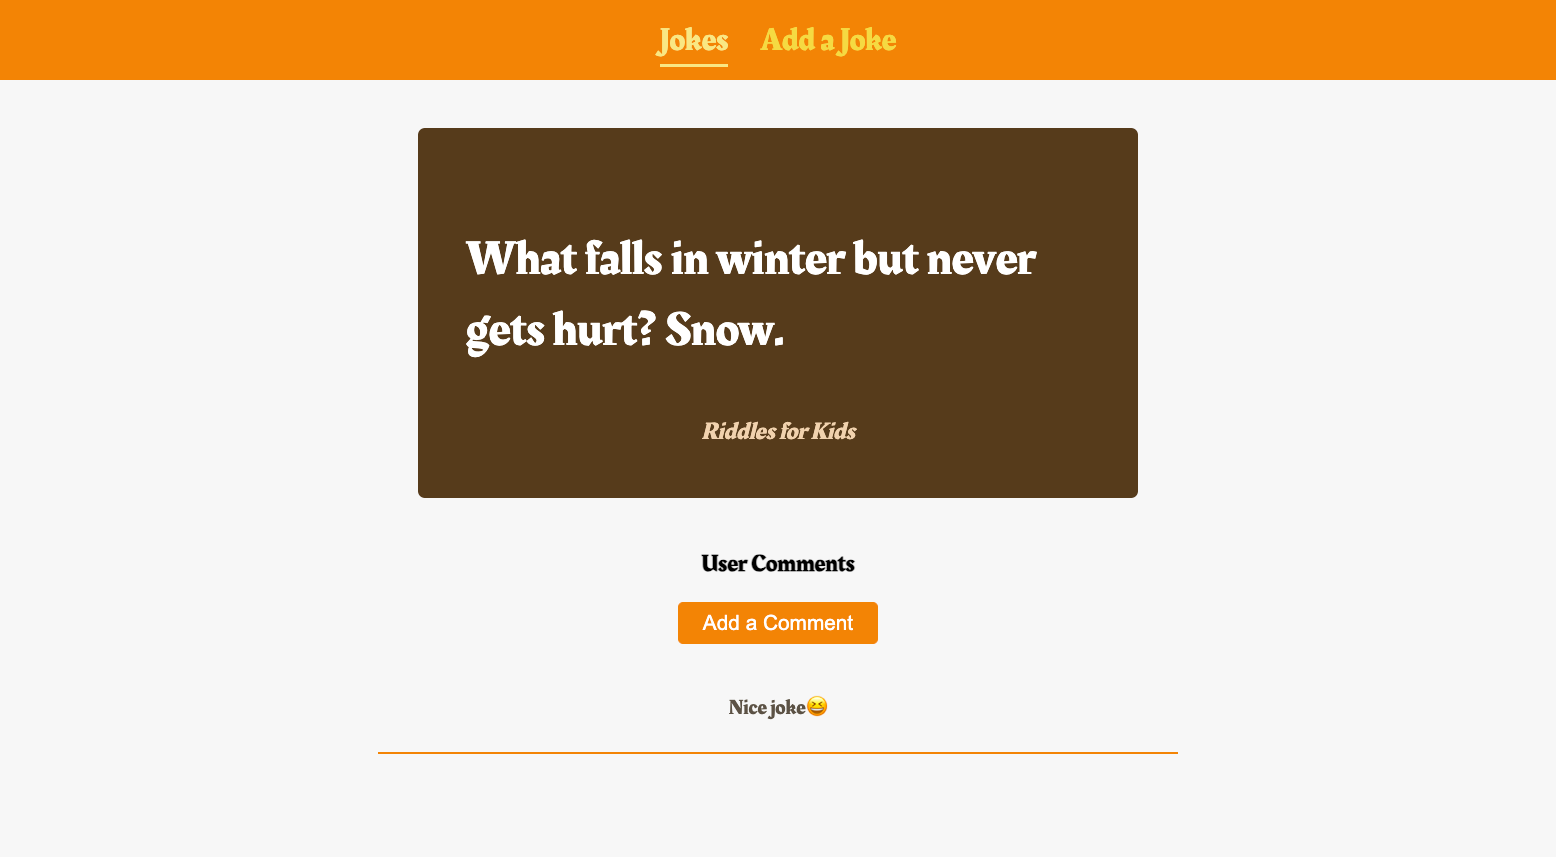 Jokes Add a Joke
What falls in winter but never
gets hurt? Snow.
Riddles for Kids
User Comments
Add a Comment
Nice joke😆